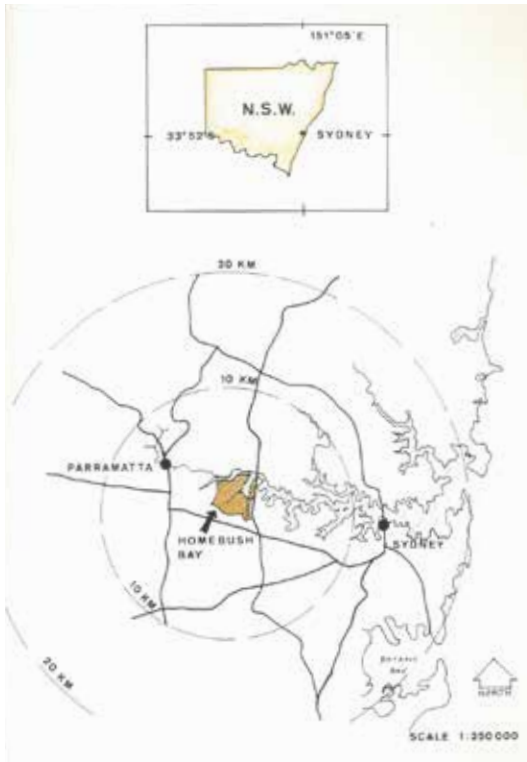 151°05'E
N.S.W.
33°52'S
SYDNEY
20 KM
10 KM
PARRAMATTA
HOMEBUSH
BAY
SYDNEY
10 KM
20 KM
BOTANY
BAY
NORTH
SCALE 1:250 000